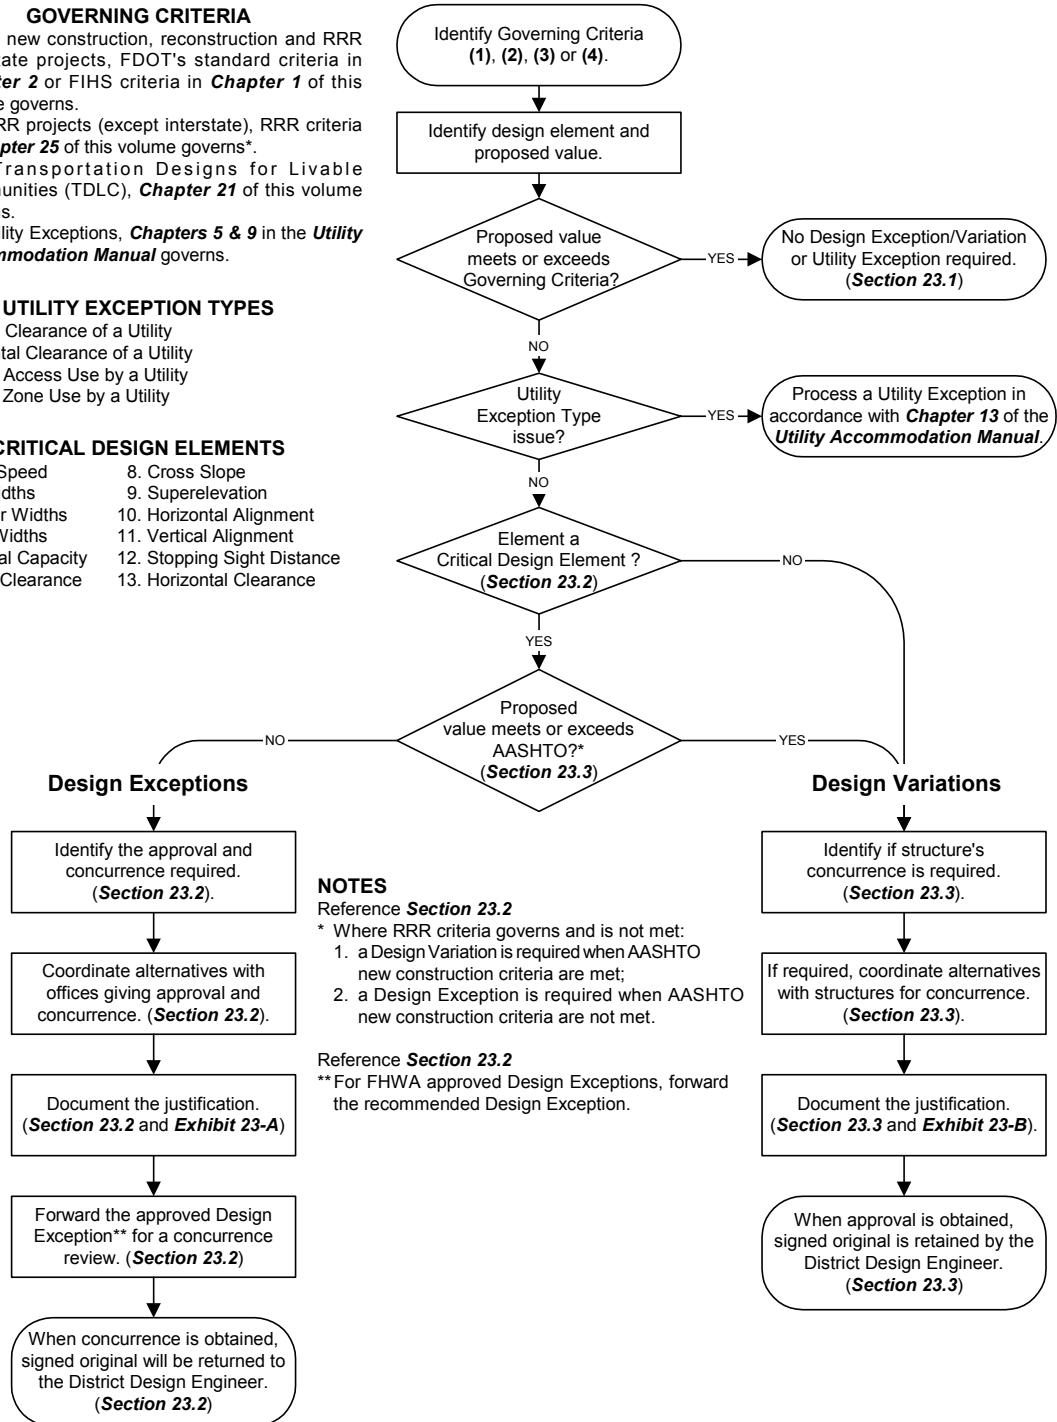 GOVERNING CRITERIA
new construction, reconstruction and RRR
projects, FDOT's standard criteria in
2 or FIHS criteria in Chapter 1 of this
governs.
projects (except interstate), RRR criteria
25 of this volume governs*.
Transportation Designs for Livable
(TDLC), Chapter 21 of this volume
Exceptions, Chapters 5 & 9 in the Utility
Manual governs.
UTILITY EXCEPTION TYPES
Clearance of a Utility
Clearance of a Utility
Access Use by a Utility
Zone Use by a Utility
CRITICAL DESIGN ELEMENTS
Speed
Widths
Widths
Capacity
Clearance
8. Cross Slope
9. Superelevation
10. Horizontal Alignment
11. Vertical Alignment
12. Stopping Sight Distance
13. Horizontal Clearance
Identify Governing Criteria
(1), (2), (3) or (4).
Identify design element and
proposed value.
Proposed value
meets or exceeds
Governing Criteria?
YES
No Design Exception/Variation
or Utility Exception required.
(Section 23.1)
NO
Utility
Exception Type
issue?
YES
Process a Utility Exception in
accordance with Chapter 13 of the
Utility Accommodation Manual.
NO
Element a
Critical Design Element ?
(Section 23.2)
NO
YES
Proposed
value meets or exceeds
AASHTO?*
(Section 23.3)
NO
YES
Design Exceptions
Identify the approval and
concurrence required.
(Section 23.2).
Coordinate alternatives with
offices giving approval and
concurrence. (Section 23.2).
Document the justification.
(Section 23.2 and Exhibit 23-A)
Forward the approved Design
Exception** for a concurrence
review. (Section 23.2)
When concurrence is obtained,
signed original will be returned to
the District Design Engineer.
(Section 23.2)
NOTES
Reference Section 23.2
* Where RRR criteria governs and is not met:
1. a Design Variation is required when AASHTO
new construction criteria are met;
2. a Design Exception is required when AASHTO
new construction criteria are not met.
Reference Section 23.2
**For FHWA approved Design Exceptions, forward
the recommended Design Exception.
Design Variations
Identify if structure's
concurrence is required.
(Section 23.3).
If required, coordinate alternatives
with structures for concurrence.
(Section 23.3).
Document the justification.
(Section 23.3 and Exhibit 23-B).
When approval is obtained,
signed original is retained by the
District Design Engineer.
(Section 23.3)